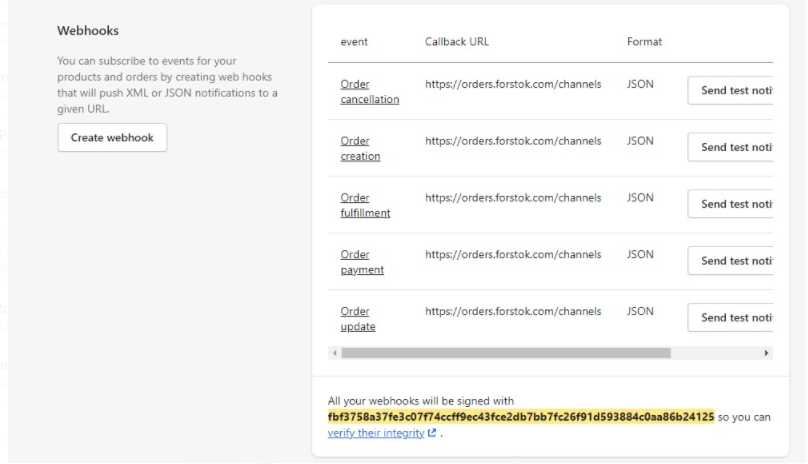 Webhooks
You can subscribe to events for your
products and orders by creating web hooks
that will push XML or JSON notifications to a
given URL.
Create webhook
event Callback URL Format
Order
cancellation
https://orders.forstok.com/channels JSON Send test noti
Order
creation
https://orders.forstok.com/channels JSON Send test noti
Order
fulfillment
https://orders.forstok.com/channels JSON Send test noti
Order
payment
https://orders.forstok.com/channels JSON Send test noti
Order
update
https://orders.forstok.com/channels JSON Send test noti
All your webhooks will be signed with
fbf3758a37fe3c07f74ccff9ec43fce2db7bb7fc26f91d593884c0aa86b24125 so you can
verify their integrity .